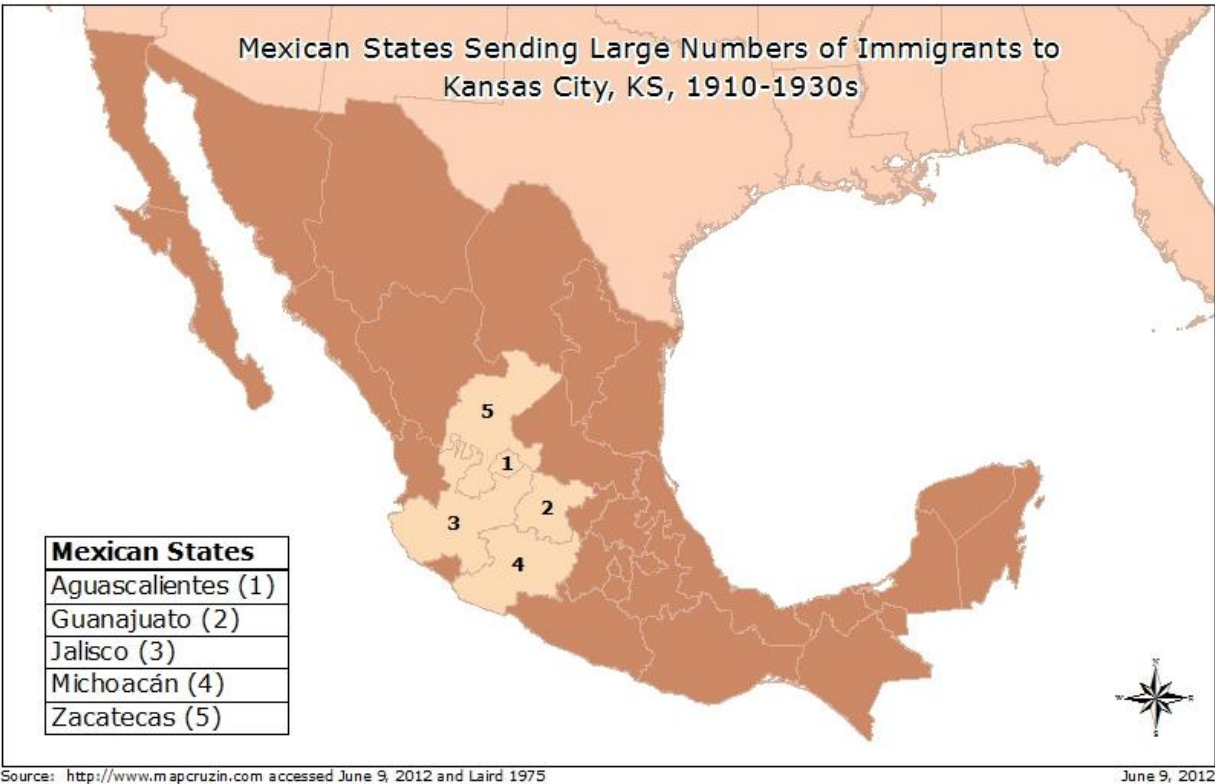 Mexican States Sending Large Numbers of Immigrants to
Kansas City, KS, 1910-1930s
5
1
2
3
4
Mexican States
Aguascalientes (1)
Guanajuato (2)
Jalisco (3)
Michoacán (4)
Zacatecas (5)
N
W
E
S
Source: http://www.mapcruzin.com accessed June 9, 2012 and Laird 1975
June 9, 2012